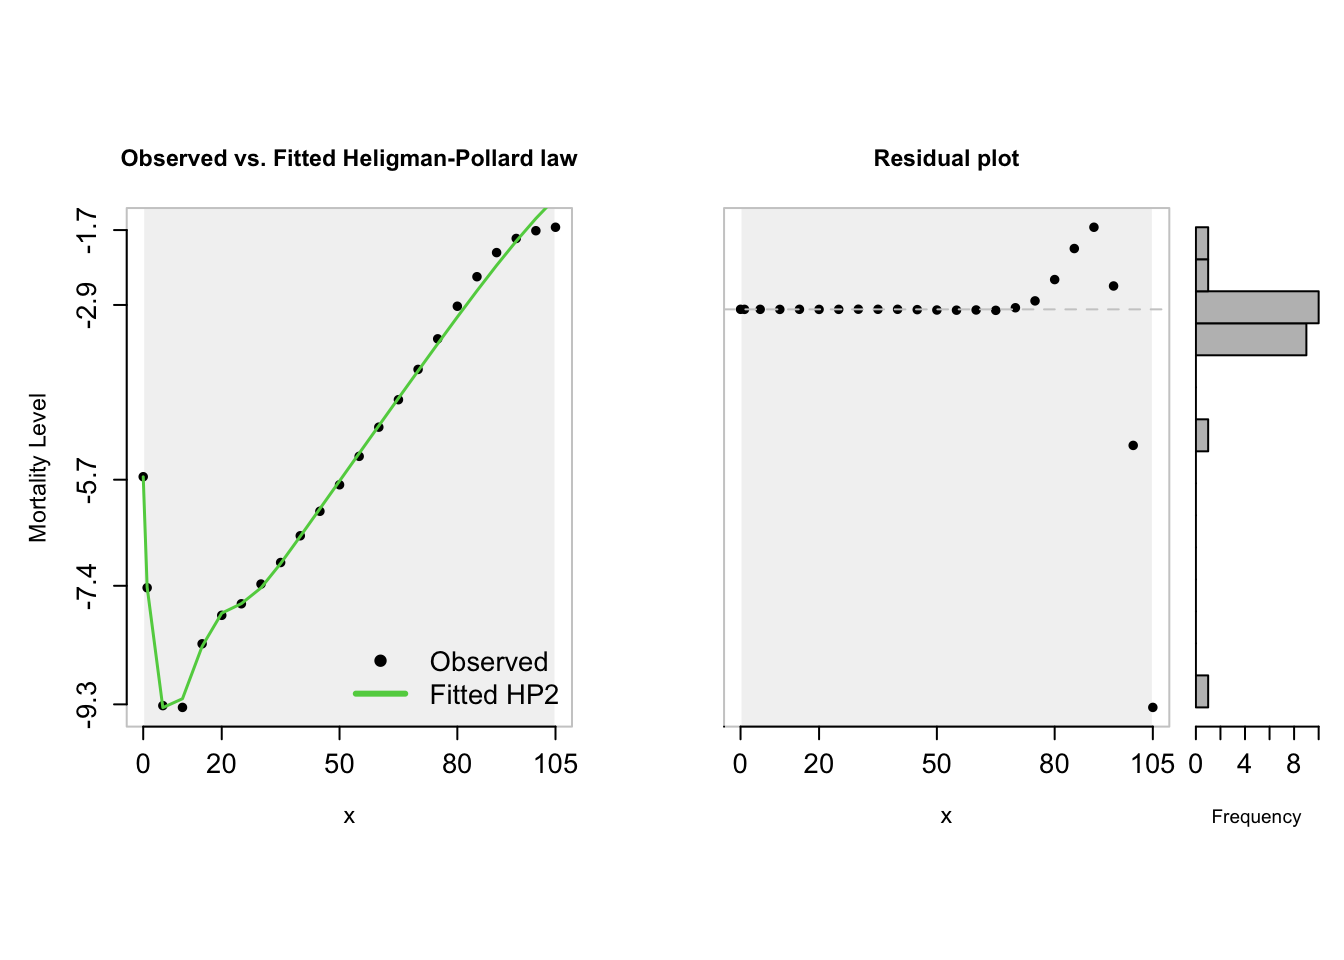 Observed vs. Fitted Heligman-Pollard law
Mortality Level
-1.7
-2.9
-5.7
-7.4
-9.3
Observed
Fitted HP2
0 20 50 80 105
x
Residual plot
0 20 50 80 105
x
0 4 8
Frequency